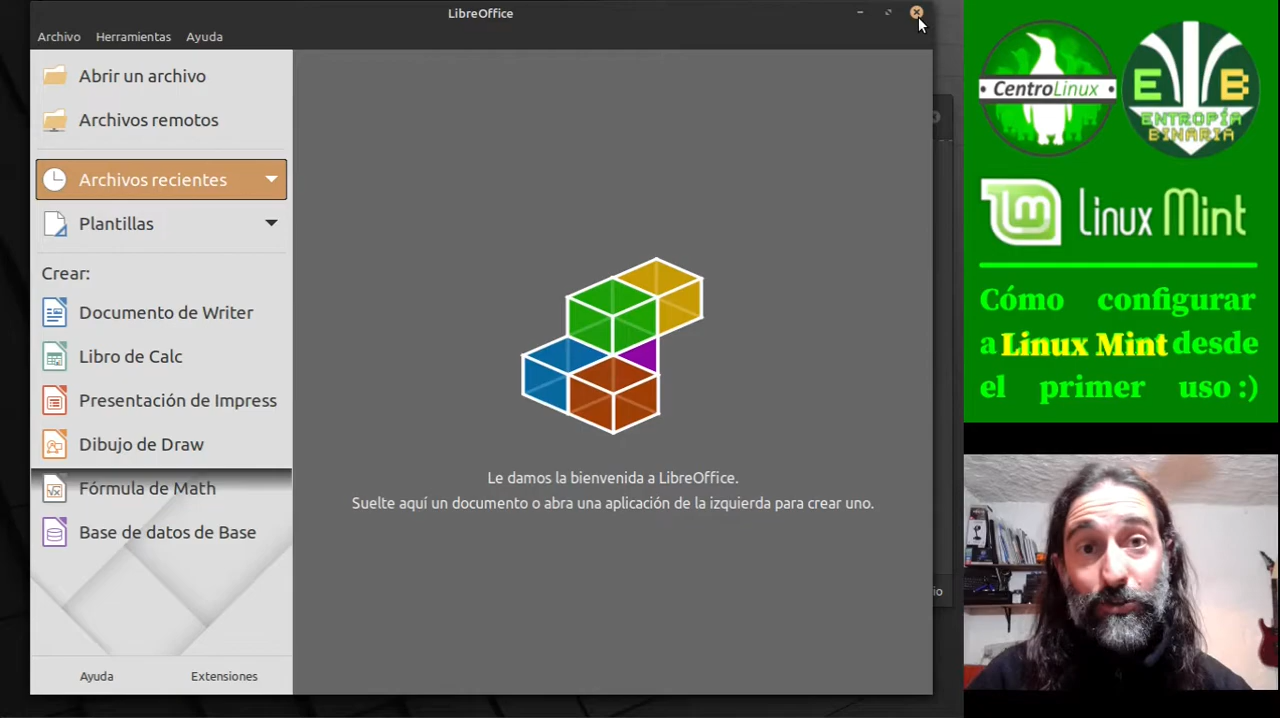 LibreOffice
Archivo Herramientas Ayuda
Abrir un archivo
Archivos remotos
Archivos recientes
Plantillas
Crear:
Documento de Writer
Libro de Calc
Presentación de Impress
Dibujo de Draw
Fórmula de Math
Base de datos de Base
Ayuda Extensiones
Le damos la bienvenida a LibreOffice.
Suelte aquí un documento o abra una aplicación de la izquierda para crear uno.
io
CentroLinux
E B
ENTROPÍA
BINARIA
Linux Mint
Cómo configurar
a Linux Mint desde
el primer uso :)